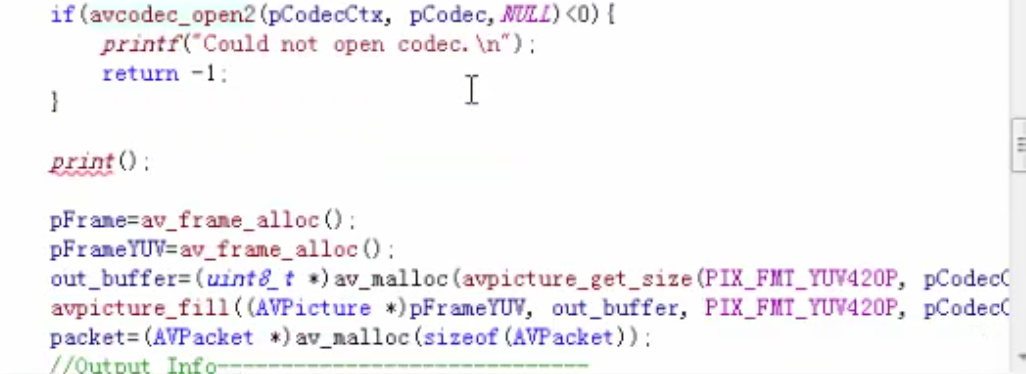 if(avcodec_open2(pCodecCtx, pCodec,NULL)<0){
printf("Could not open codec.\n");
return -1;
}
print();
pFrame=av_frame_alloc();
pFrameYUV=av_frame_alloc();
out_buffer=(uint8_t *)av_malloc(avpicture_get_size(PIX_FMT_YUV420P, pCodecC
avpicture_fill((AVPicture *)pFrameYUV, out_buffer, PIX_FMT_YUV420P, pCodecC
packet=(AVPacket *)av_malloc(sizeof(AVPacket));
//Output Info-----------------------------